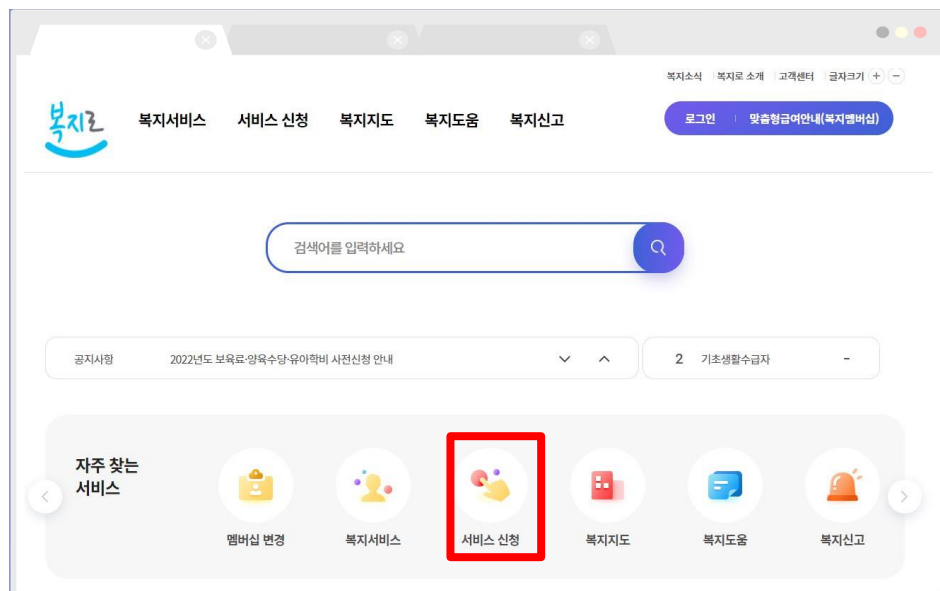 복지소식 복지로 소개 고객센터 글자크기 + -
복지로 복지서비스 서비스 신청 복지지도 복지도움 복지신고 로그인 맞춤형급여안내(복지멤버십)
검색어를 입력하세요
공지사항 2022년도 보육료·양육수당·유아학비 사전신청 안내 2 기초생활수급자 -
자주 찾는
서비스
멤버십 변경 복지서비스 서비스 신청 복지지도 복지도움 복지신고